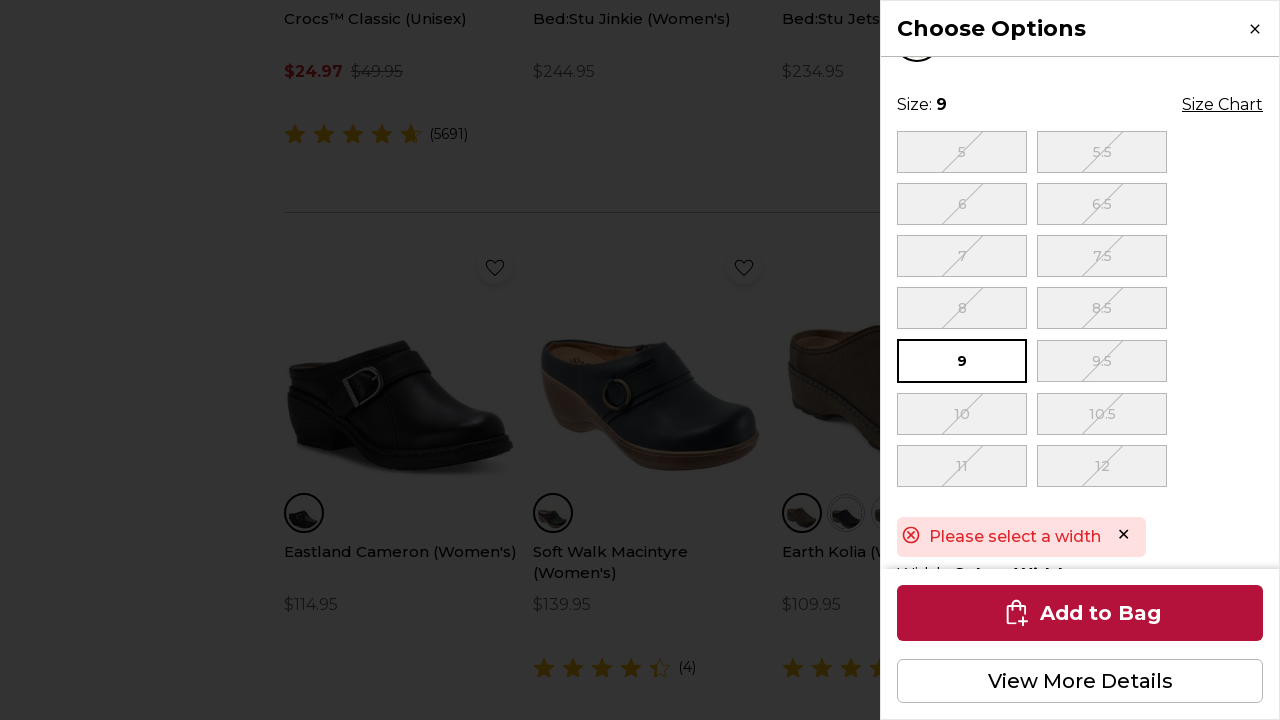 Crocs™ Classic (Unisex)
Bed:Stu Jinkie (Women's)
Bed:Stu Jets
$24.97 $49.95
$244.95
$234.95
(5691)
Eastland Cameron (Women's)
Soft Walk Macintyre
(Women's)
Earth Kolia (W
$114.95
$139.95
$109.95
(4)
Choose Options
×
Size: 9
Size Chart
5
5.5
6
6.5
7
7.5
8
8.5
9
9.5
10
10.5
11
12
Please select a width
Add to Bag
View More Details